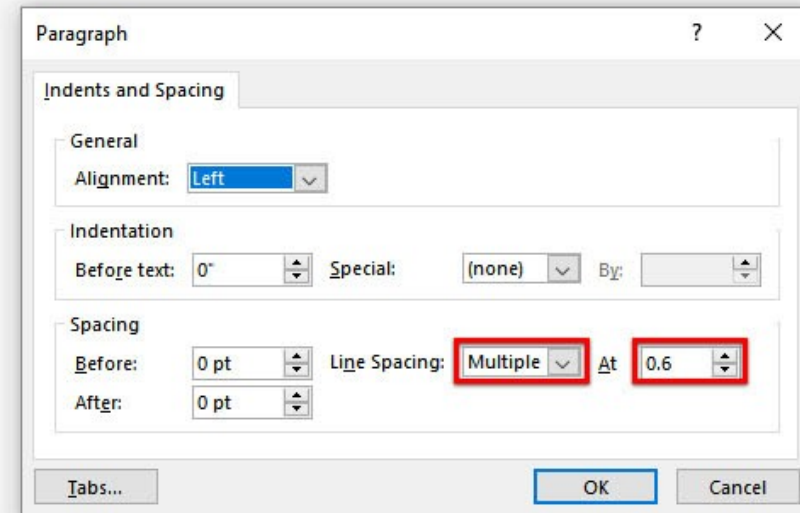 Paragraph ?
Indents and Spacing
General
Alignment: Left
Indentation
Before text: 0" Special: (none) By:
Spacing
Before: 0 pt Line Spacing: Multiple At 0.6
After: 0 pt
Tabs... OK Cancel